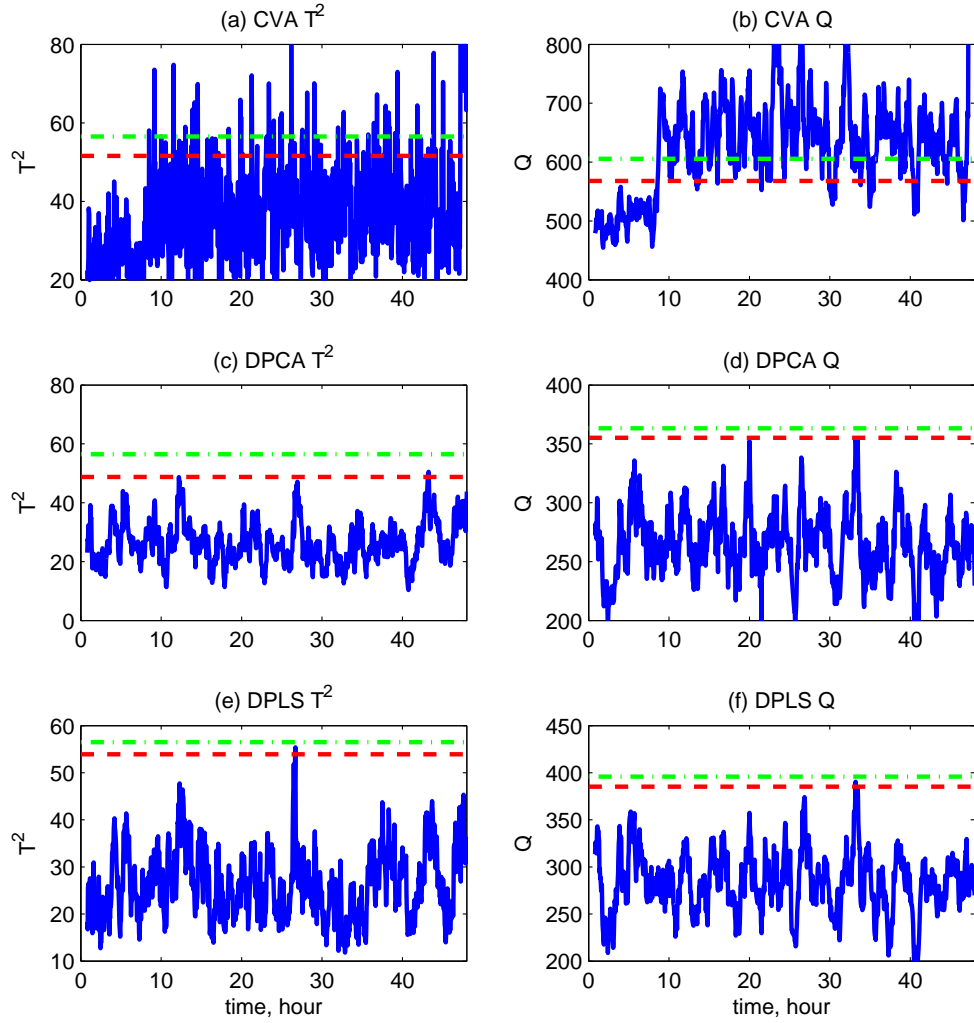 (a) CVA T²
T²
80
60
40
20
0 10 20 30 40
(b) CVA Q
Q
800
700
600
500
400
0 10 20 30 40
(c) DPCA T²
T²
80
60
40
20
0
0 10 20 30 40
(d) DPCA Q
Q
400
350
300
250
200
0 10 20 30 40
(e) DPLS T²
T²
60
50
40
30
20
10
0 10 20 30 40
time, hour
(f) DPLS Q
Q
450
400
350
300
250
200
0 10 20 30 40
time, hour